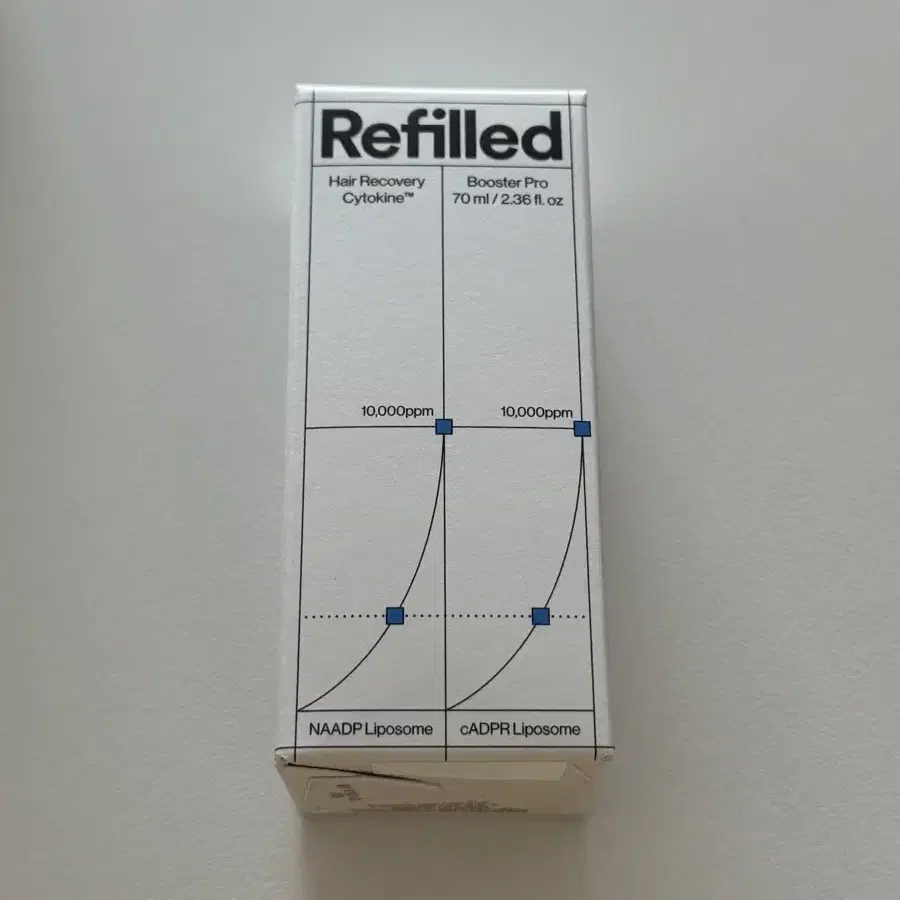 Refilled
Hair Recovery
Cytokine™
Booster Pro
70 ml / 2.36 fl. oz
10,000ppm
10,000ppm
NAADP Liposome
cADPR Liposome